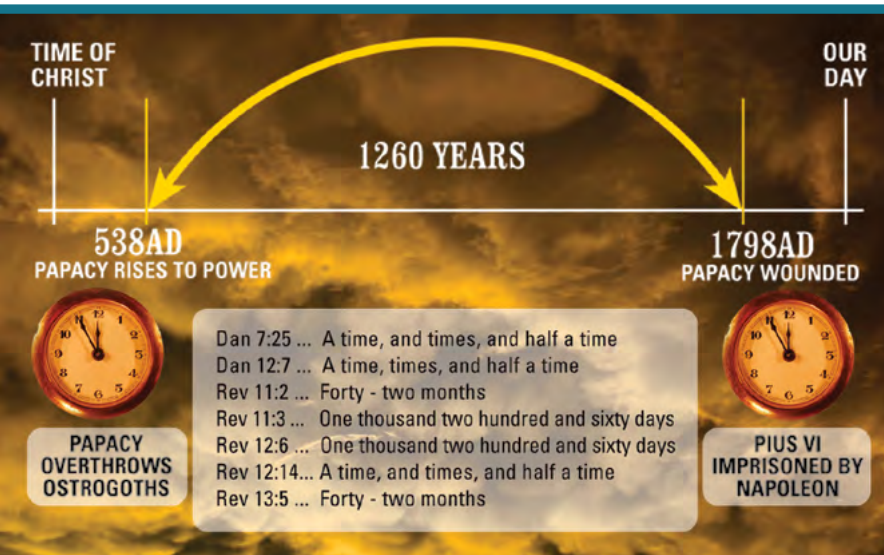 TIME OF
CHRIST
OUR
DAY
1260 YEARS
538AD
PAPACY RISES TO POWER
1798AD
PAPACY WOUNDED
Dan 7:25 ... A time, and times, and half a time
Dan 12:7 ... A time, times, and half a time
Rev 11:2 ... Forty - two months
Rev 11:3 ... One thousand two hundred and sixty days
Rev 12:6 ... One thousand two hundred and sixty days
Rev 12:14... A time, and times, and half a time
Rev 13:5 ... Forty - two months
PAPACY
OVERTHROWS
OSTROGOTHS
PIUS VI
IMPRISONED BY
NAPOLEON